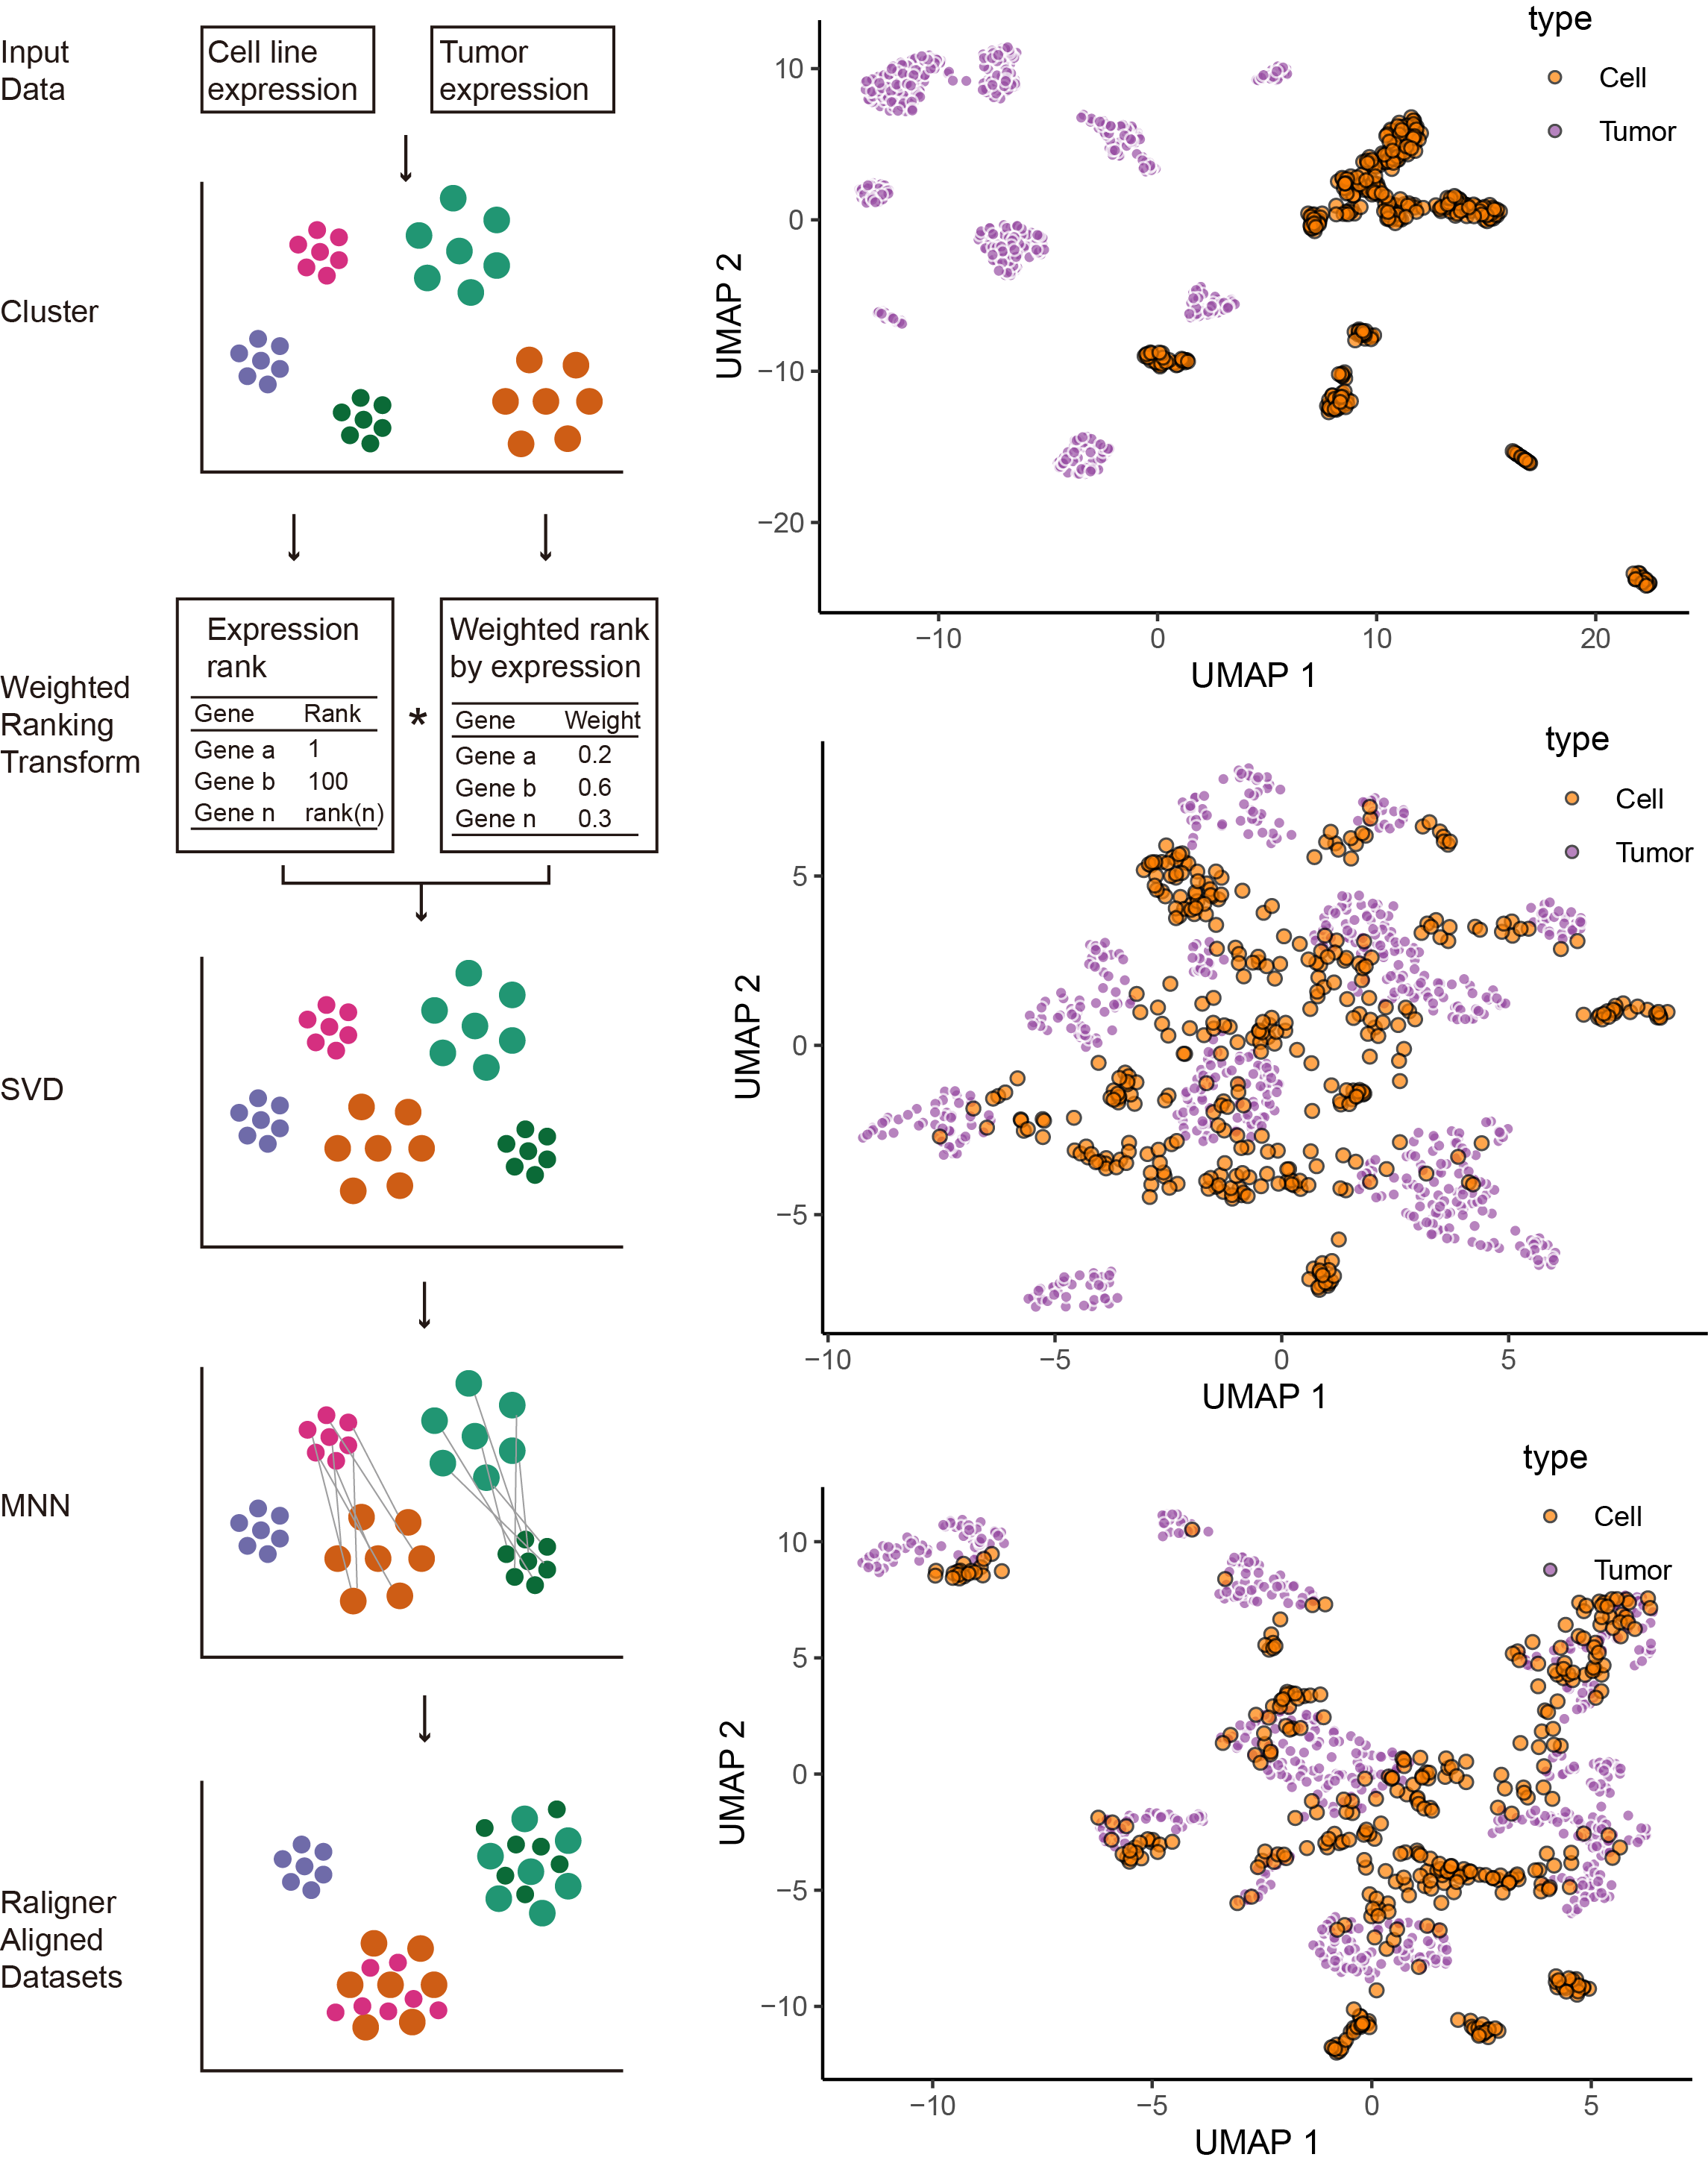 Input
Data
Cell line
expression
Tumor
expression
Cluster
Weighted
Ranking
Transform
Expression
rank
Gene Rank
Gene a 1
Gene b 100
Gene n rank(n)
*
Weighted rank
by expression
Gene Weight
Gene a 0.2
Gene b 0.6
Gene n 0.3
SVD
MNN
Raligner
Aligned
Datasets
type
Cell
Tumor
10
0
−10
−20
UMAP 2
−10 0 10 20
UMAP 1
type
Cell
Tumor
5
0
−5
UMAP 2
−10 −5 0 5
UMAP 1
type
Cell
Tumor
10
5
0
−5
−10
UMAP 2
−10 −5 0 5
UMAP 1